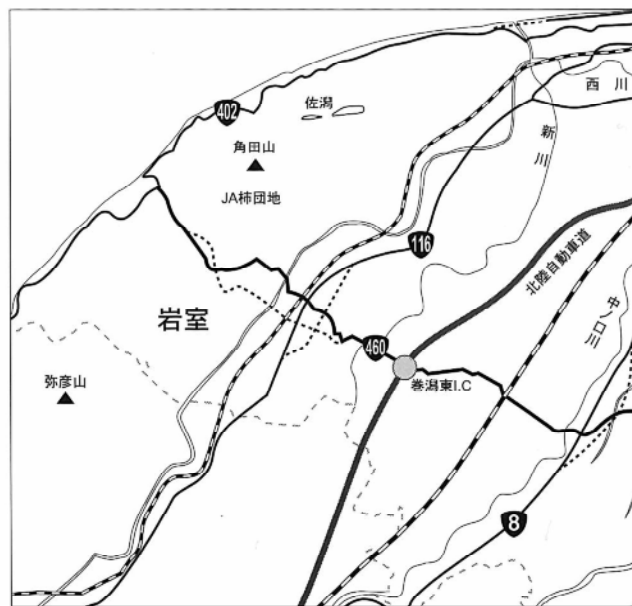 佐潟
西川
402
新川
角田山
JA柿団地
116
北陸自動車道
中ノ口川
岩室
460
巻潟東I.C
弥彦山
8